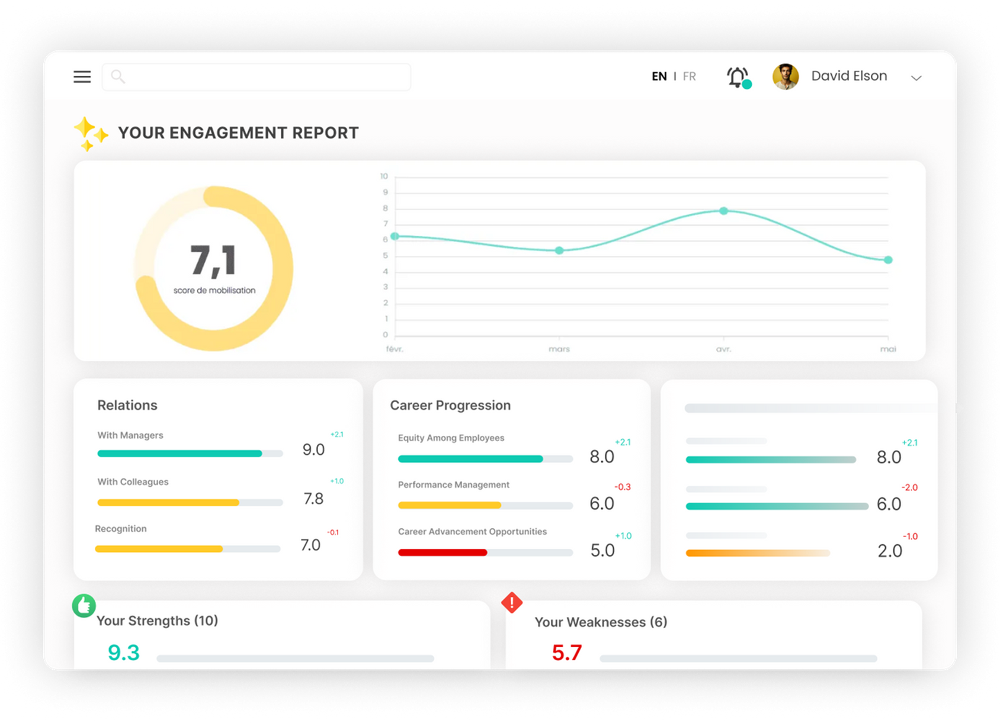 EN | FR
David Elson
YOUR ENGAGEMENT REPORT
7,1
score de mobilisation
10
9
8
7
6
5
4
3
2
1
0
févr.
mars
avr.
mai
Relations
With Managers
+2.1
9.0
With Colleagues
+1.0
7.8
Recognition
-0.1
7.0
Career Progression
Equity Among Employees
+2.1
8.0
Performance Management
-0.3
6.0
Career Advancement Opportunities
+1.0
5.0
+2.1
8.0
-2.0
6.0
-1.0
2.0
Your Strengths (10)
9.3
Your Weaknesses (6)
5.7